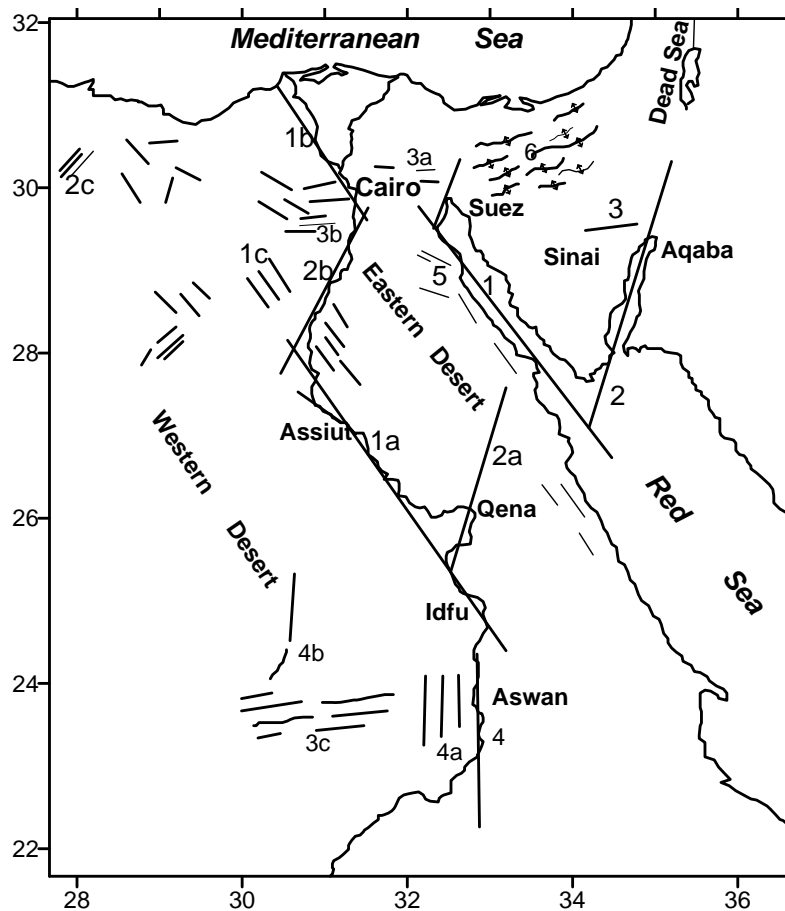 32
Mediterranean Sea
Dead Sea
1b
3a
6
30
2c
Cairo
Suez
3
3b
Sinai
Aqaba
1c
2b
5
1
Eastern Desert
28
2
Western Desert
Assiut
1a
2a
Red Sea
26
Qena
Idfu
4b
24
Aswan
3c
4a
4
22
28
30
32
34
36